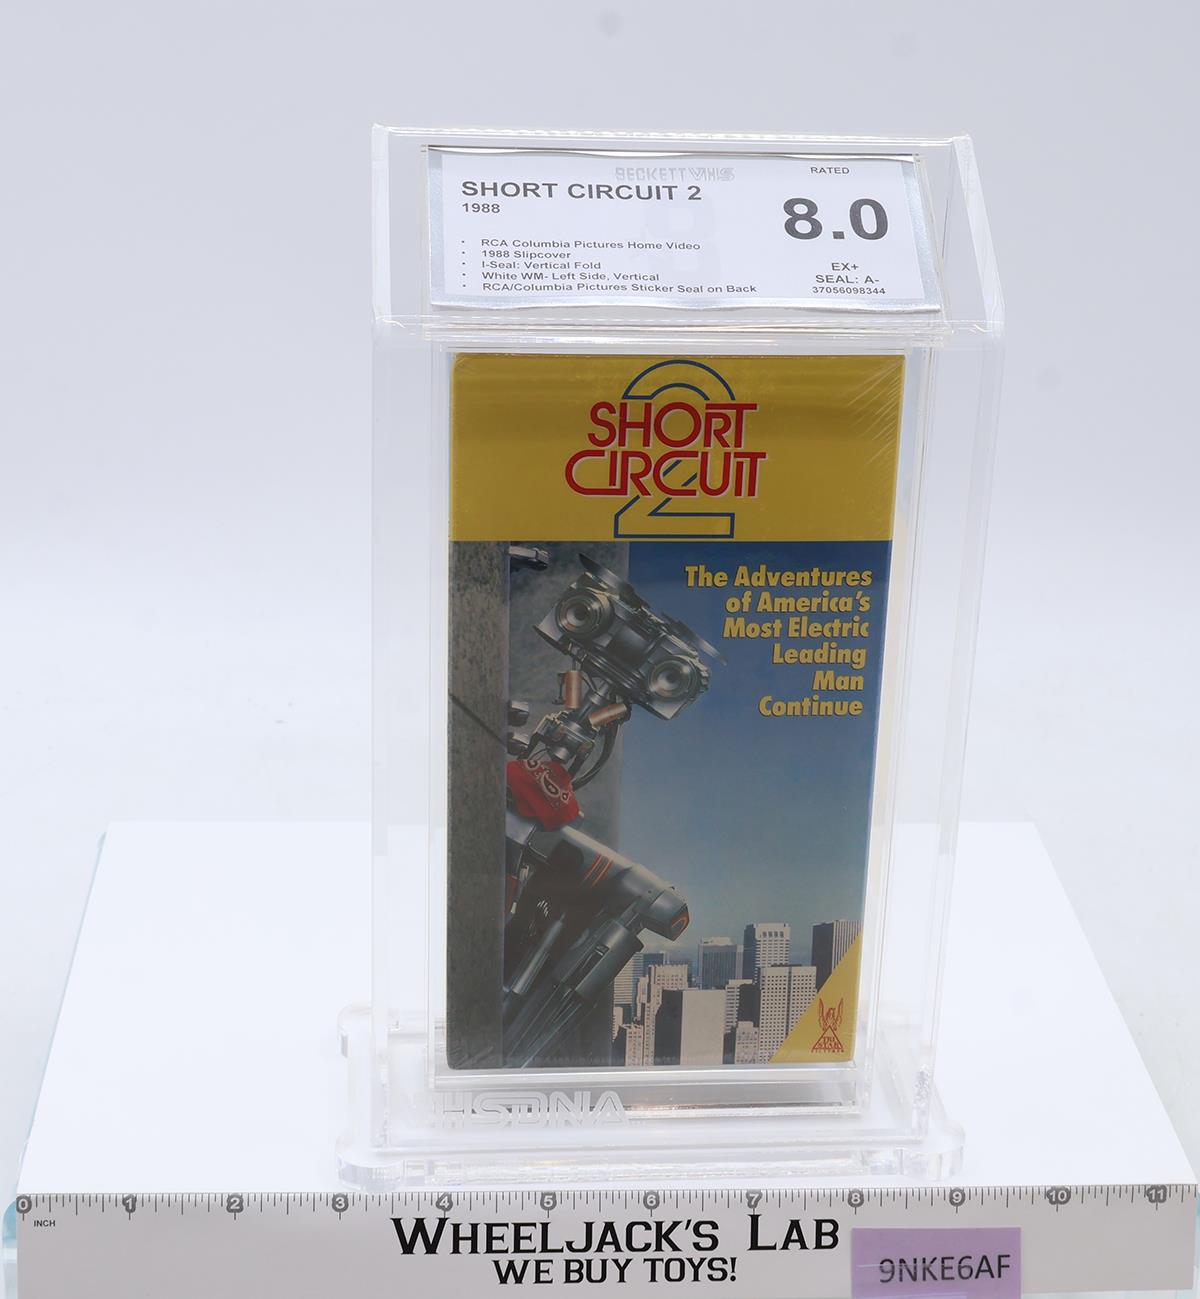 BECKETT VHS
RATED
SHORT CIRCUIT 2
1988
8.0
• RCA Columbia Pictures Home Video
• 1988 Slipcover
• I-Seal: Vertical Fold
• White WM- Left Side, Vertical
• RCA/Columbia Pictures Sticker Seal on Back
EX+
SEAL: A-
37056098344
2
SHORT
CIRCUIT
The Adventures
of America's
Most Electric
Leading
Man
Continue
TRI
STAR
PICTURES
VHSDNA
0 1 2 3 4 5 6 7 8 9 10 11
INCH
WHEELJACK'S LAB
WE BUY TOYS!
9NKE6AF